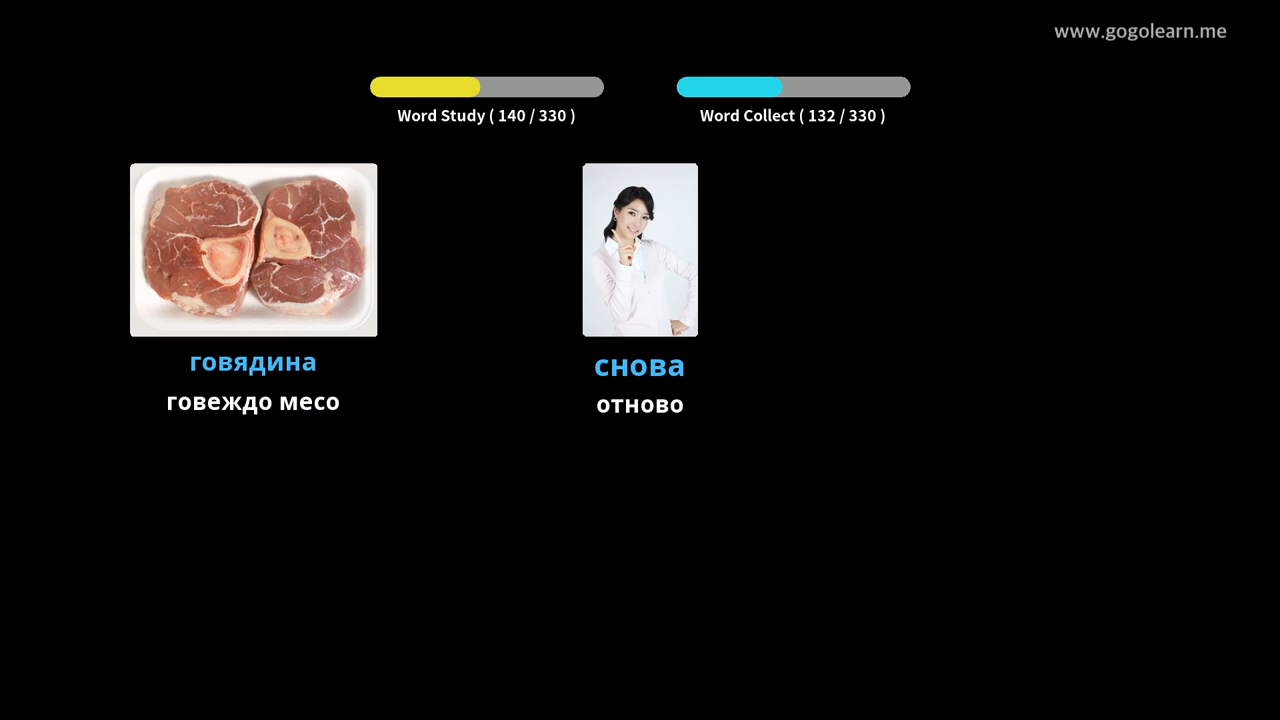 www.gogolearn.me
Word Study ( 140 / 330 )
Word Collect ( 132 / 330 )
говядина
говеждо месо
снова
отново